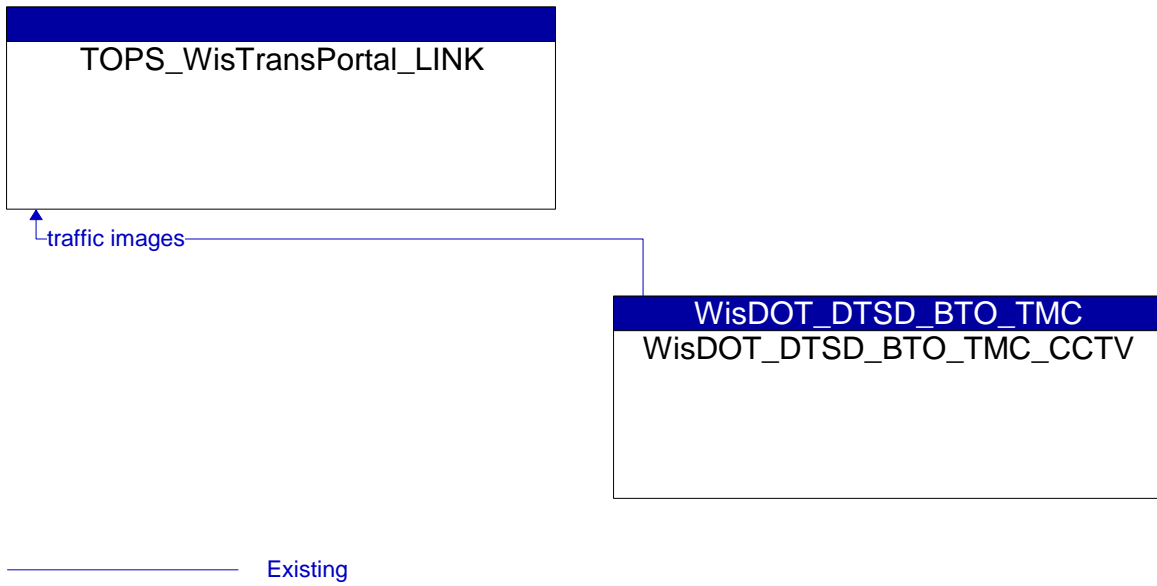 TOPS_WisTransPortal_LINK
traffic images
WisDOT_DTSD_BTO_TMC
WisDOT_DTSD_BTO_TMC_CCTV
Existing